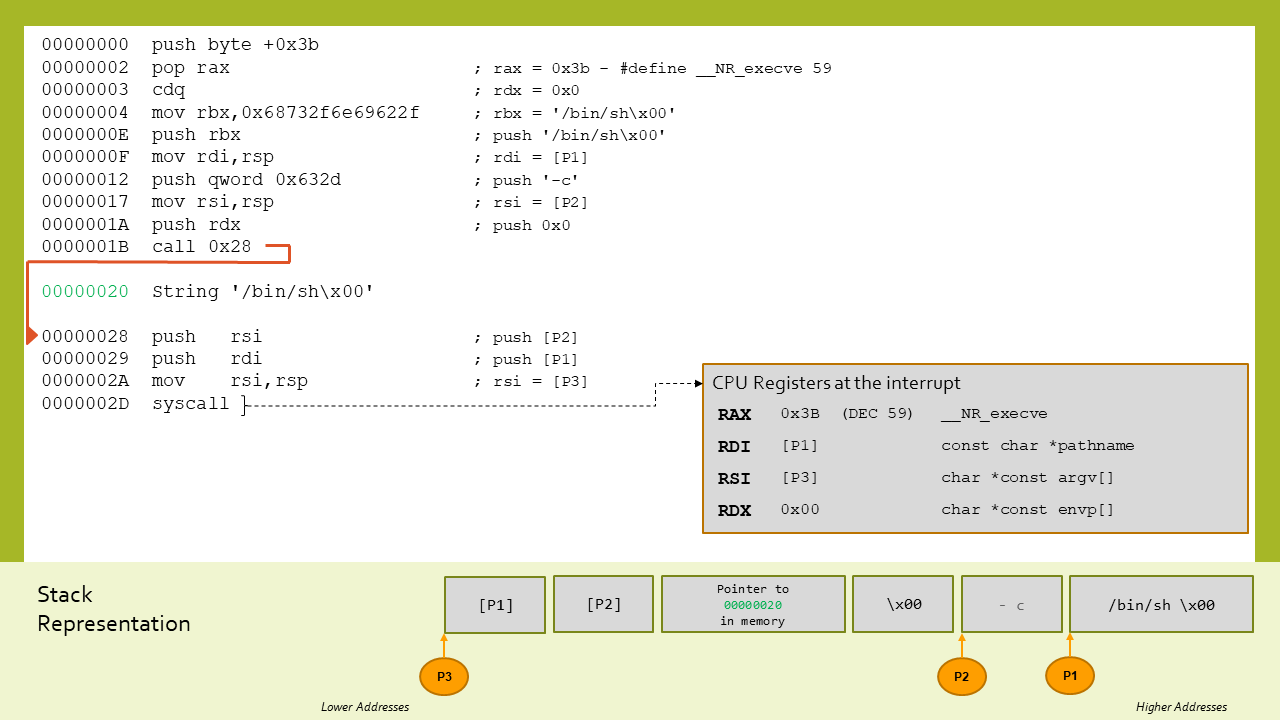 00000000 push byte +0x3b
00000002 pop rax ; rax = 0x3b - #define __NR_execve 59
00000003 cdq ; rdx = 0x0
00000004 mov rbx,0x68732f6e69622f ; rbx = '/bin/sh\x00'
0000000E push rbx ; push '/bin/sh\x00'
0000000F mov rdi,rsp ; rdi = [P1]
00000012 push qword 0x632d ; push '-c'
00000017 mov rsi,rsp ; rsi = [P2]
0000001A push rdx ; push 0x0
0000001B call 0x28
00000020 String '/bin/sh\x00'
00000028 push rsi ; push [P2]
00000029 push rdi ; push [P1]
0000002A mov rsi,rsp ; rsi = [P3]
0000002D syscall
CPU Registers at the interrupt
RAX 0x3B (DEC 59) __NR_execve
RDI [P1] const char *pathname
RSI [P3] char *const argv[]
RDX 0x00 char *const envp[]
Stack
Representation
[P1]
[P2]
Pointer to
00000020
in memory
\x00
- c
/bin/sh \x00
P3
P2
P1
Lower Addresses
Higher Addresses